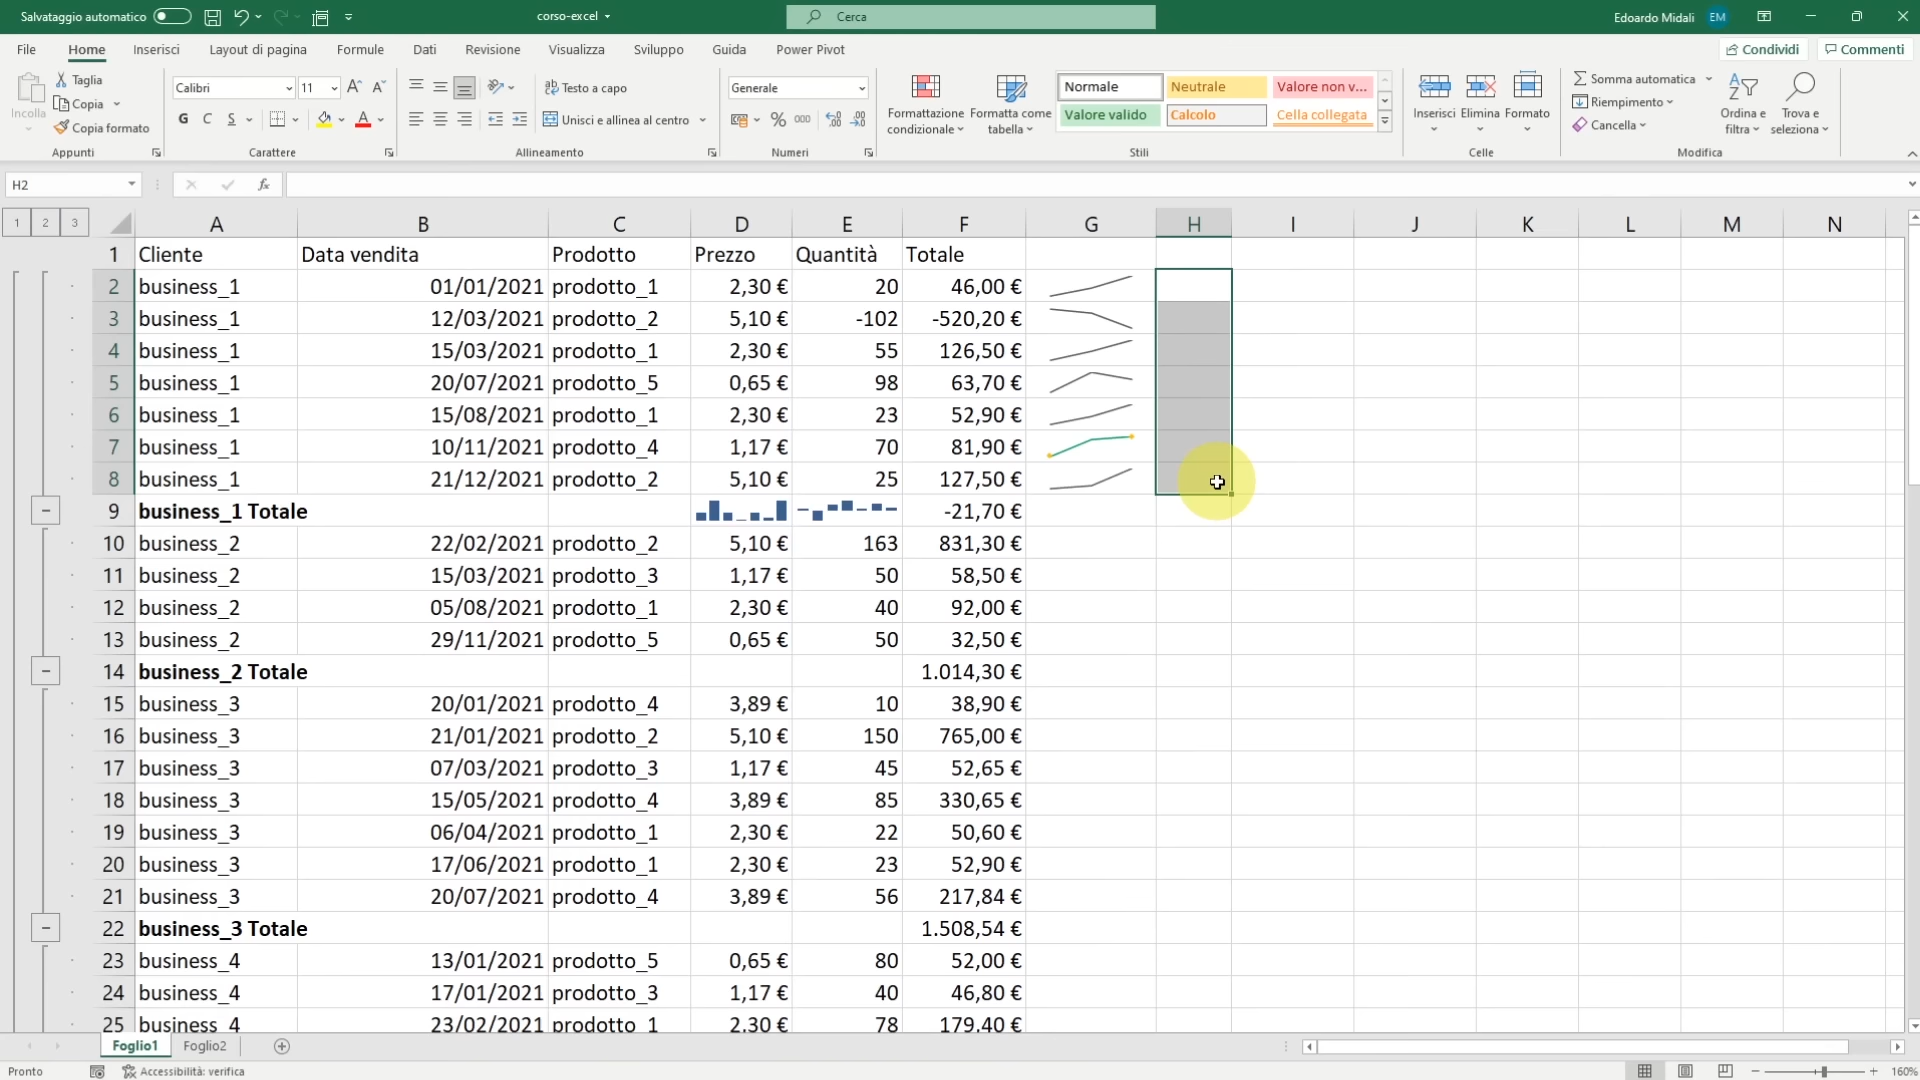 Salvataggio automatico
corso-excel
Cerca
Edoardo Midali EM
File Home Inserisci Layout di pagina Formule Dati Revisione Visualizza Sviluppo Guida Power Pivot
Condividi Commenti
Incolla
Taglia
Copia
Copia formato
Appunti
Calibri 11
G C S
Carattere
Testo a capo
Unisci e allinea al centro
Allineamento
Generale
% 000
Numeri
Formattazione condizionale
Formatta come tabella
Normale Neutrale Valore non v...
Valore valido Calcolo Cella collegata
Stili
Inserisci Elimina Formato
Celle
Somma automatica
Riempimento
Cancella
Ordina e filtra
Trova e seleziona
Modifica
H2 fx
1 2 3
A B C D E F G H I J K L M N
1 Cliente Data vendita Prodotto Prezzo Quantità Totale
2 business_1 01/01/2021 prodotto_1 2,30 € 20 46,00 €
3 business_1 12/03/2021 prodotto_2 5,10 € -102 -520,20 €
4 business_1 15/03/2021 prodotto_1 2,30 € 55 126,50 €
5 business_1 20/07/2021 prodotto_5 0,65 € 98 63,70 €
6 business_1 15/08/2021 prodotto_1 2,30 € 23 52,90 €
7 business_1 10/11/2021 prodotto_4 1,17 € 70 81,90 €
8 business_1 21/12/2021 prodotto_2 5,10 € 25 127,50 €
9 business_1 Totale -21,70 €
10 business_2 22/02/2021 prodotto_2 5,10 € 163 831,30 €
11 business_2 15/03/2021 prodotto_3 1,17 € 50 58,50 €
12 business_2 05/08/2021 prodotto_1 2,30 € 40 92,00 €
13 business_2 29/11/2021 prodotto_5 0,65 € 50 32,50 €
14 business_2 Totale 1.014,30 €
15 business_3 20/01/2021 prodotto_4 3,89 € 10 38,90 €
16 business_3 21/01/2021 prodotto_2 5,10 € 150 765,00 €
17 business_3 07/03/2021 prodotto_3 1,17 € 45 52,65 €
18 business_3 15/05/2021 prodotto_4 3,89 € 85 330,65 €
19 business_3 06/04/2021 prodotto_1 2,30 € 22 50,60 €
20 business_3 17/06/2021 prodotto_1 2,30 € 23 52,90 €
21 business_3 20/07/2021 prodotto_4 3,89 € 56 217,84 €
22 business_3 Totale 1.508,54 €
23 business_4 13/01/2021 prodotto_5 0,65 € 80 52,00 €
24 business_4 17/01/2021 prodotto_3 1,17 € 40 46,80 €
25 business_4 23/02/2021 prodotto_1 2,30 € 78 179,40 €
Foglio1 Foglio2
Pronto Accessibilità: verifica 160%